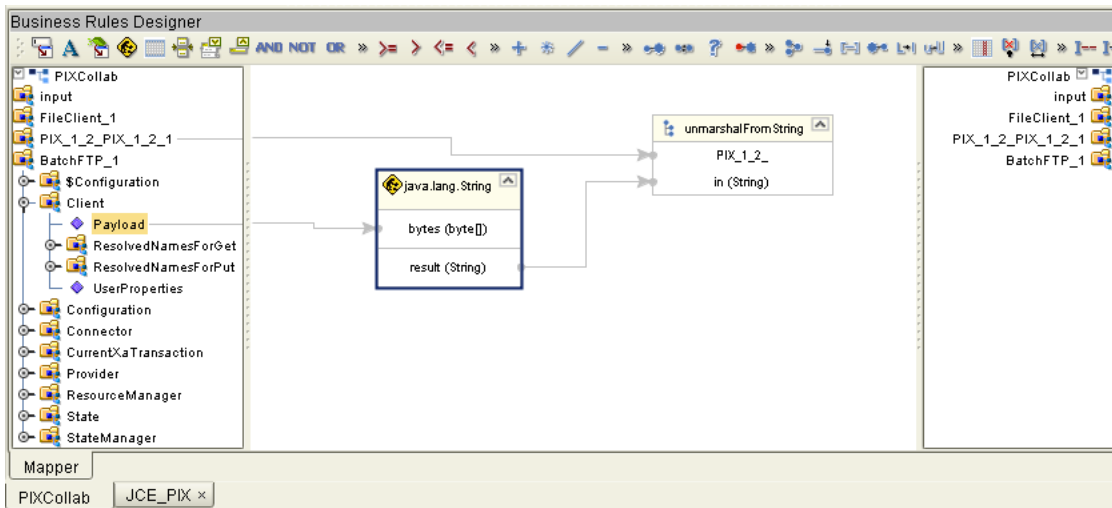 Business Rules Designer
A AND NOT OR » >= > <= < » + * / - » ? » »
PIXCollab
input
FileClient_1
PIX_1_2_PIX_1_2_1
BatchFTP_1
$Configuration
Client
Payload
ResolvedNamesForGet
ResolvedNamesForPut
UserProperties
Configuration
Connector
CurrentXaTransaction
Provider
ResourceManager
State
StateManager
java.lang.String
bytes (byte[])
result (String)
unmarshalFromString
PIX_1_2_
in (String)
PIXCollab
input
FileClient_1
PIX_1_2_PIX_1_2_1
BatchFTP_1
Mapper
PIXCollab JCE_PIX ×